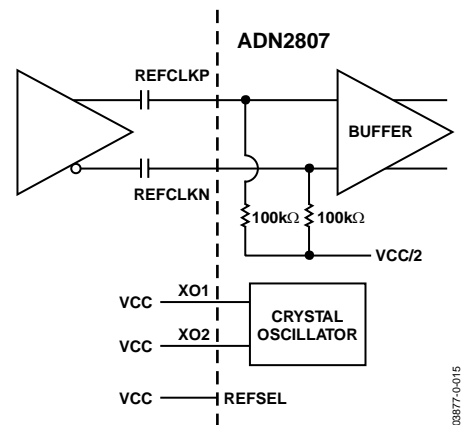 ADN2807
REFCLKP
BUFFER
REFCLKN
100kΩ 100kΩ
VCC/2
VCC XO1
CRYSTAL
OSCILLATOR
VCC XO2
VCC REFSEL
03877-0-015